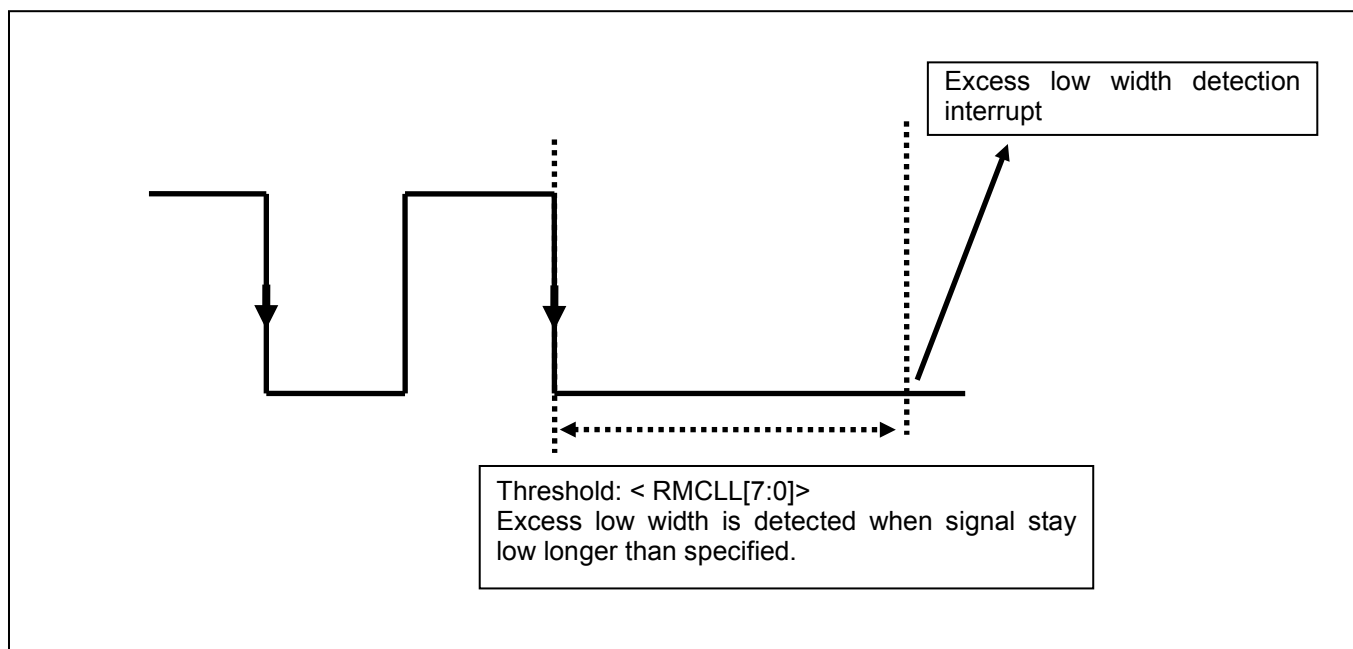 Excess low width detection
interrupt
Threshold: < RMCLL[7:0]>
Excess low width is detected when signal stay
low longer than specified.